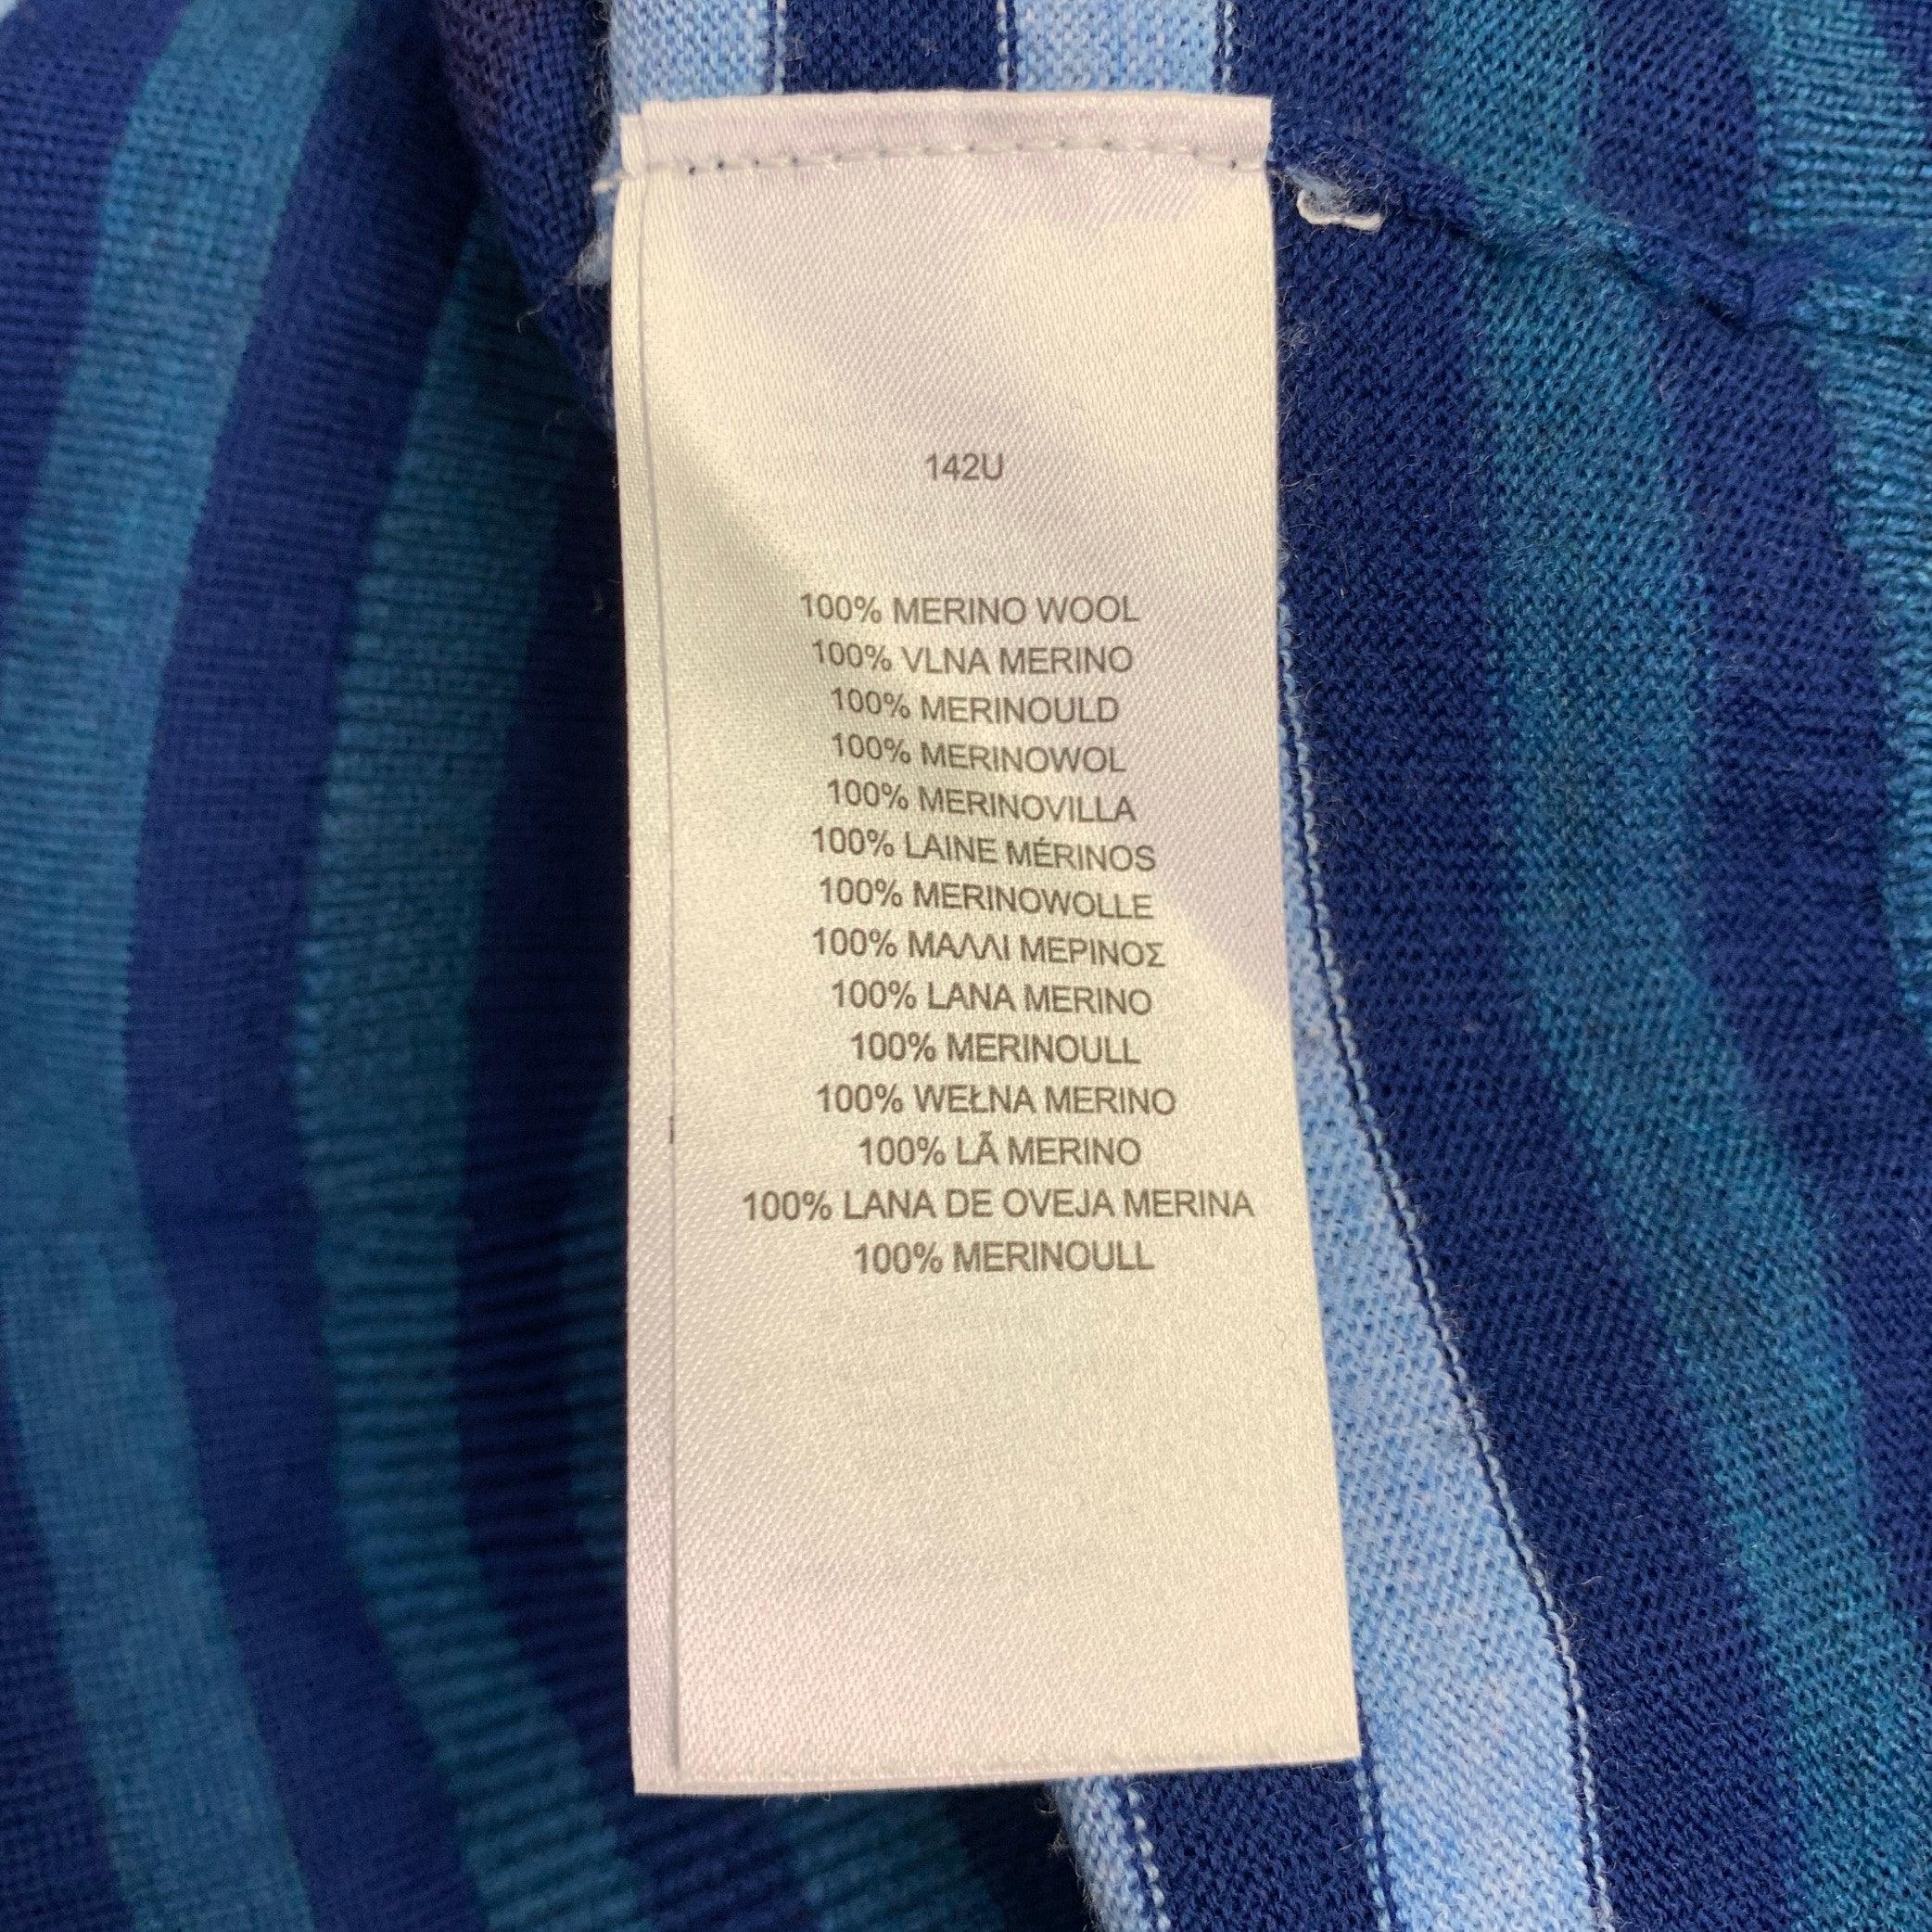 142U
100% MERINO WOOL
100% VLNA MERINO
100% MERINOULD
100% MERINOWOL
100% MERINOVILLA
100% LAINE MÉRINOS
100% MERINOWOLLE
100% ΜΑΛΛΙ ΜΕΡΙΝΟΣ
100% LANA MERINO
100% MERINOULL
100% WEŁNA MERINO
100% LÃ MERINO
100% LANA DE OVEJA MERINA
100% MERINOULL